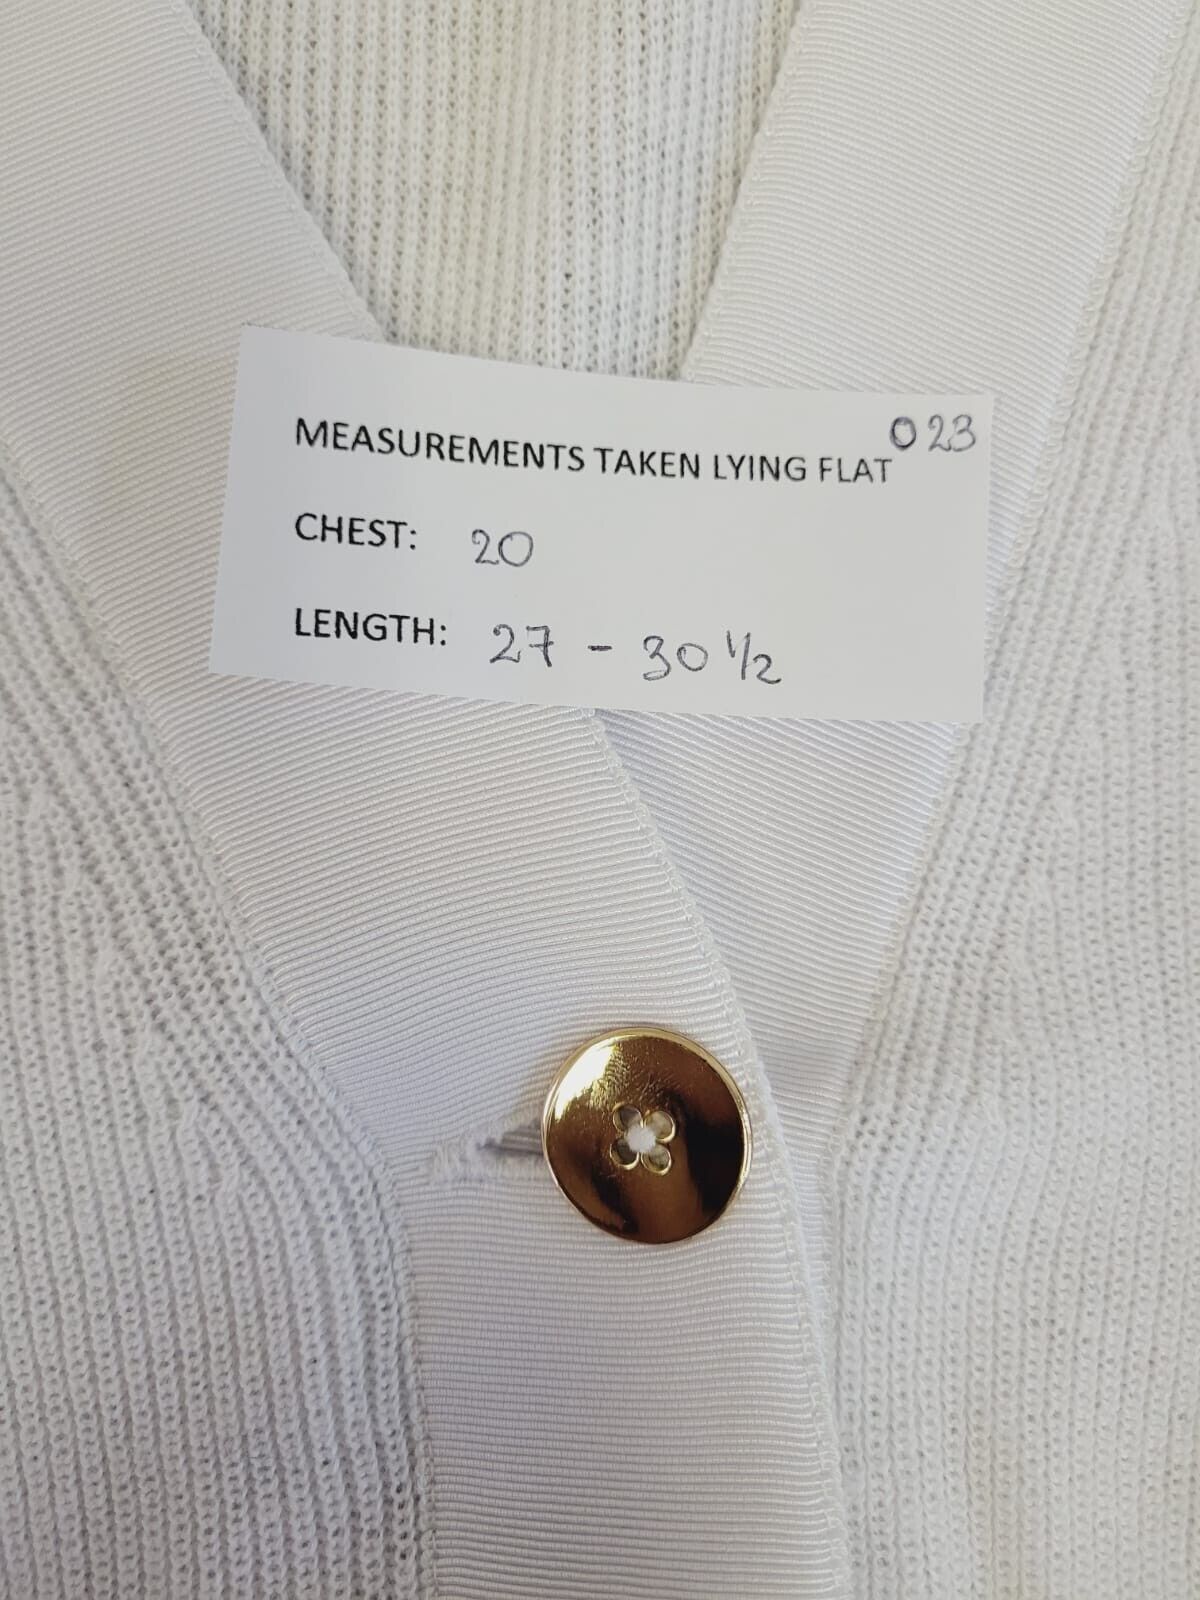 023
MEASUREMENTS TAKEN LYING FLAT
CHEST: 20
LENGTH: 27 - 30 1/2